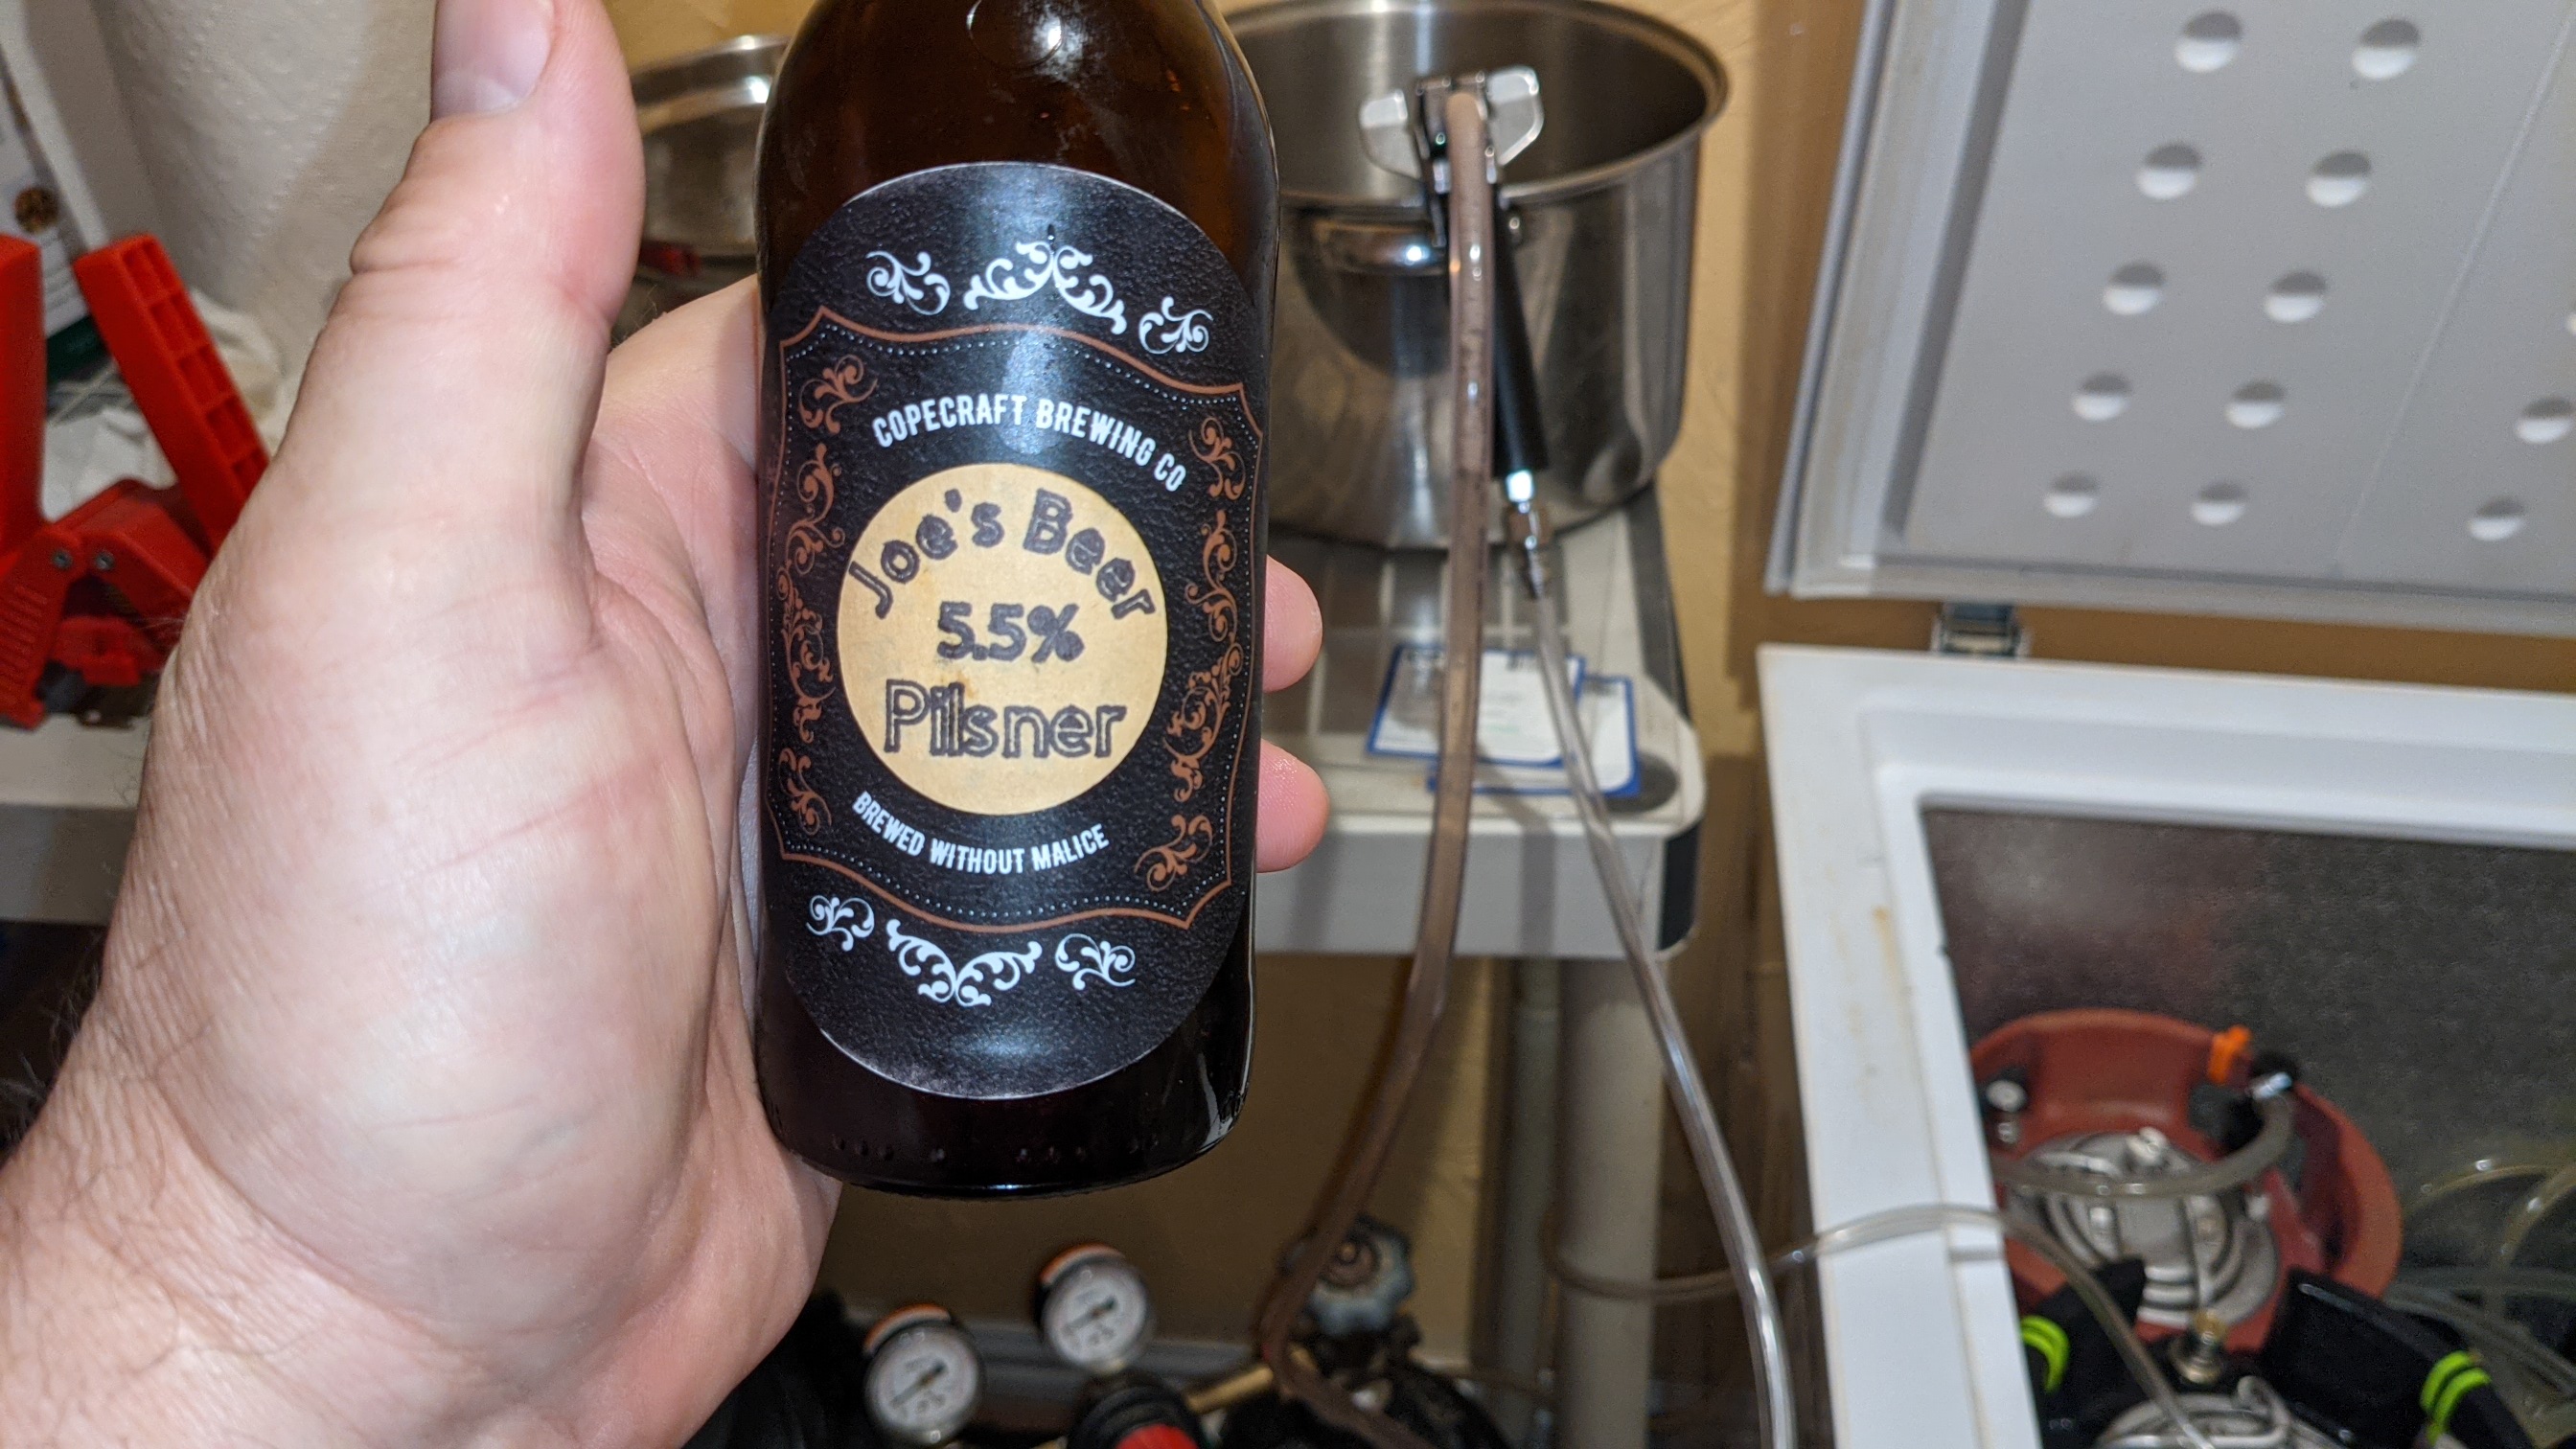 COPECRAFT BREWING CO
Joe's Beer
5.5%
Pilsner
BREWED WITHOUT MALICE